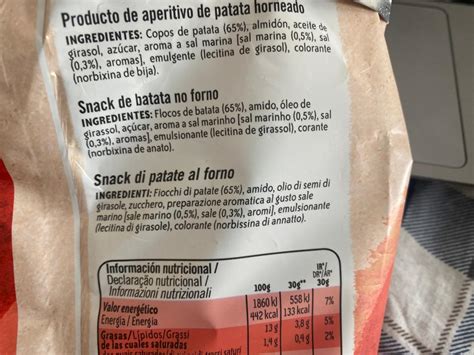 Producto de aperitivo de patata horneado
INGREDIENTES: Copos de patata (65%), almidón, aceite de
girasol, azúcar, aroma a sal marina [sal marina (0,5%), sal
(0,3%), aromas], emulgente (lecitina de girasol), colorante
(norbixina de bija).
Snack de batata no forno
INGREDIENTES: Flocos de batata (65%), amido, óleo de
girassol, açúcar, aroma a sal marinho [sal marinho (0,5%), sal
(0,3%), aromas], emulsionante (lecitina de girassol), corante
(norbixina de anato).
Snack di patate al forno
INGREDIENTI: Fiocchi di patate (65%), amido, olio di semi di
girasole, zucchero, preparazione aromatica al gusto sale
marino [sale marino (0,5%), sale (0,3%), aromi], emulsionante
(lecitina di girasole), colorante (norbissina di annatto).
Información nutricional /
Declaração nutricional /
Informazioni nutrizionali
100g 30g** 30g
Valor energético 1860 kJ 558 kJ 7%
Energia / Energia 442 kcal 133 kcal
Grasas/Lípidos/Grassi 13 g 3,8 g 5%
de las cuales saturadas 1,4 g 0,4 g 2%